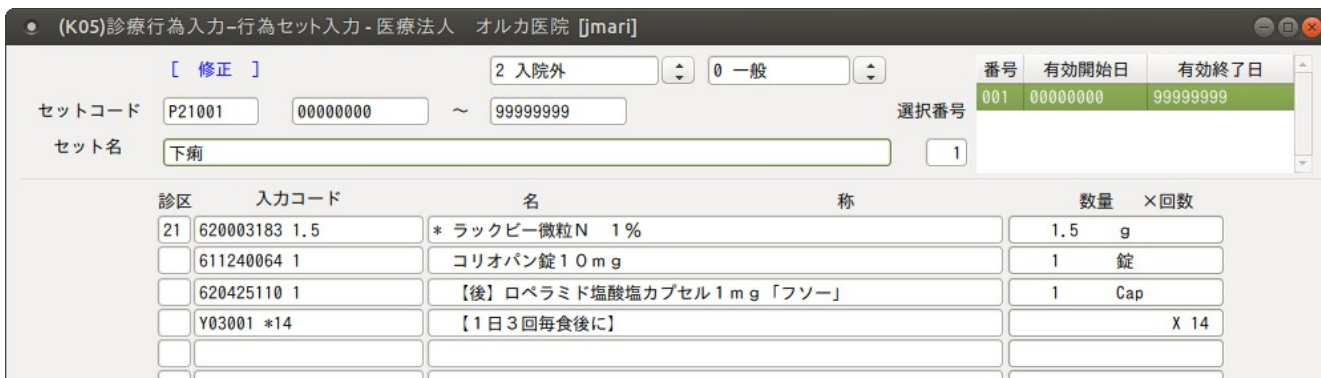 (K05)診療行為入力–行為セット入力 - 医療法人　オルカ医院 [jmari]
[ 修正 ] 2 入院外 0 一般 番号 有効開始日 有効終了日
セットコード P21001 00000000 ～ 99999999 選択番号 001 00000000 99999999
セット名 下痢 1
診区 入力コード 名 称 数量 ×回数
21 620003183 1.5 * ラックビー微粒Ｎ　１％ 1.5 g
611240064 1 コリオパン錠１０ｍｇ 1 錠
620425110 1 【後】ロペラミド塩酸塩カプセル１ｍｇ「フソー」 1 Cap
Y03001 *14 【１日３回毎食後に】 X 14